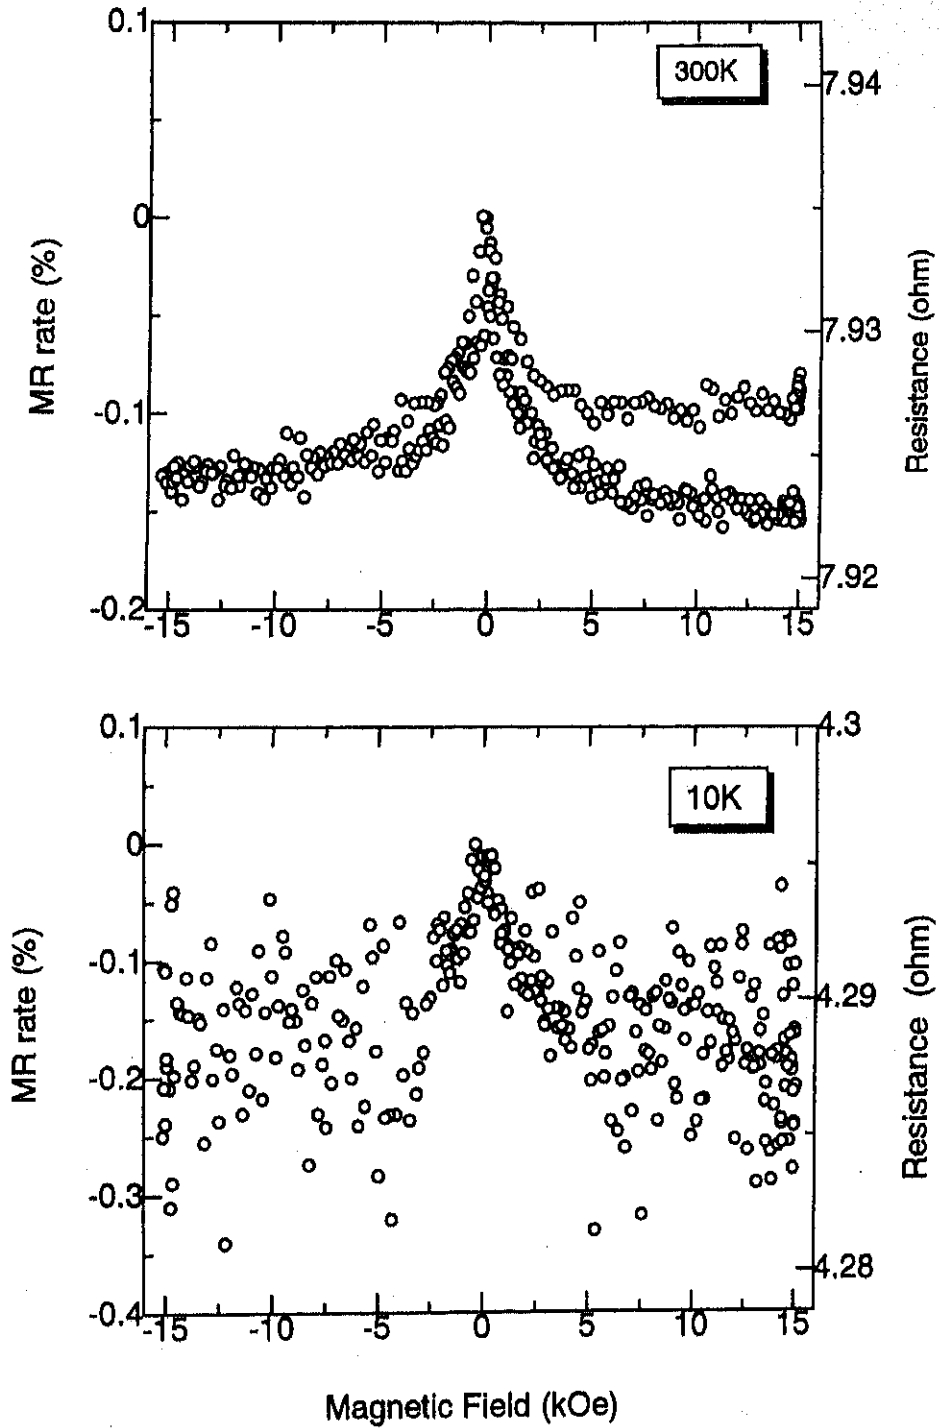 0.1
300K
7.94
0
MR rate (%)
7.93
Resistance (ohm)
-0.1
7.92
-0.2
-15 -10 -5 0 5 10 15
0.1 4.3
10K
0
-0.1
MR rate (%)
4.29
Resistance (ohm)
-0.2
-0.3
4.28
-0.4
-15 -10 -5 0 5 10 15
Magnetic Field (kOe)